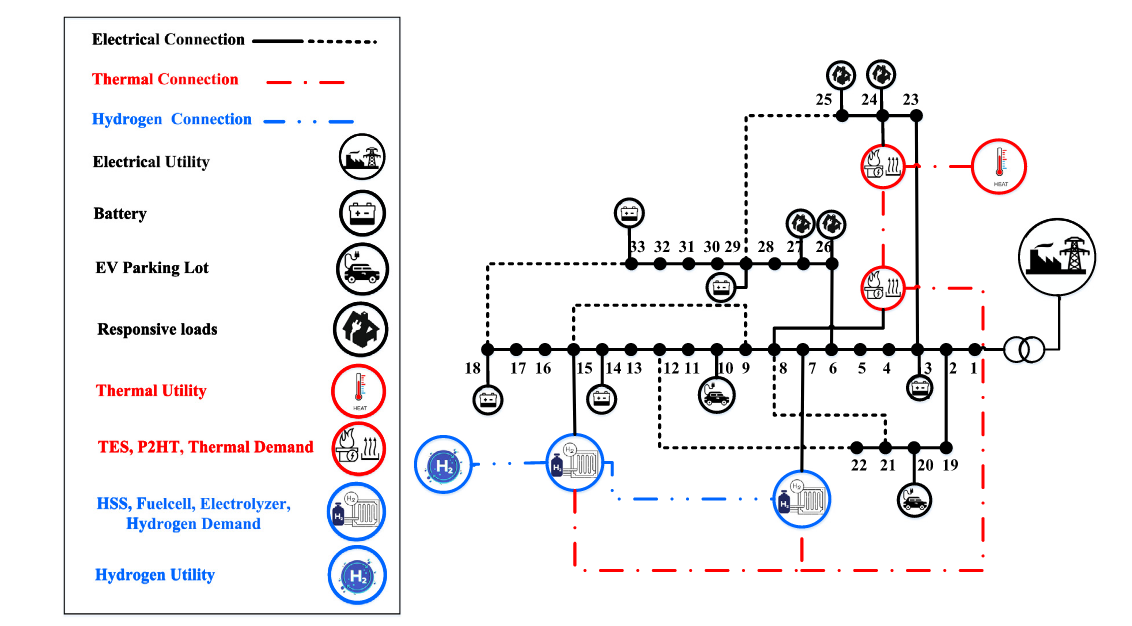 Electrical Connection
Thermal Connection
Hydrogen Connection
Electrical Utility
Battery
EV Parking Lot
Responsive loads
Thermal Utility
HEAT
TES, P2HT, Thermal Demand
HSS, Fuelcell, Electrolyzer,
Hydrogen Demand
H2
Hydrogen Utility
H2
25 24 23
HEAT
33 32 31 30 29 28 27 26
18 17 16 15 14 13 12 11 10 9 8 7 6 5 4 3 2 1
H2
H2
22 21 20 19
H2